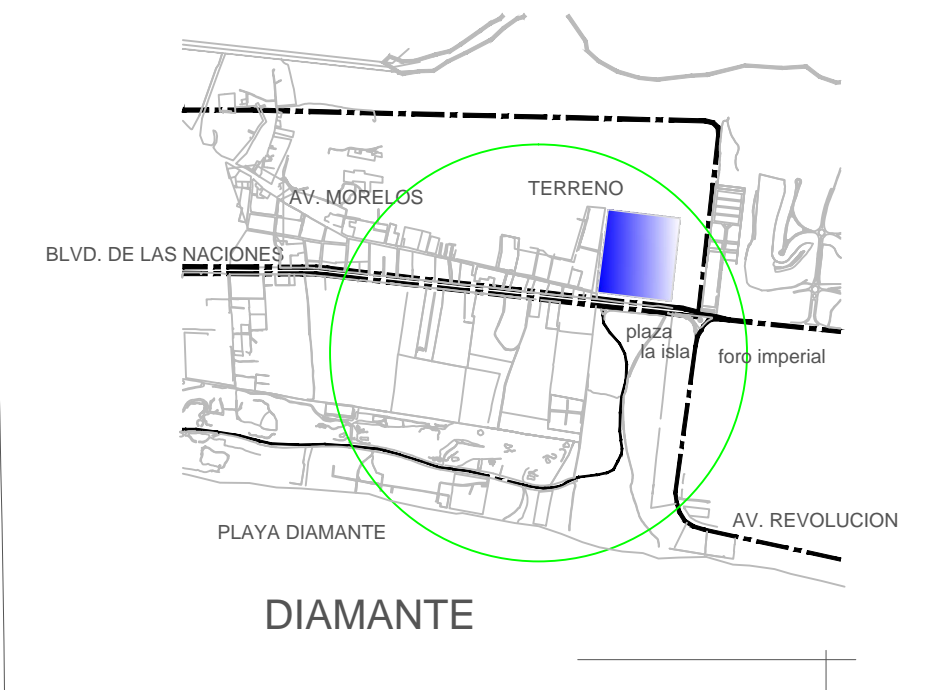 TERRENO
AV. MORELOS
BLVD. DE LAS NACIONES
plaza
la isla
foro imperial
AV. REVOLUCION
PLAYA DIAMANTE
DIAMANTE